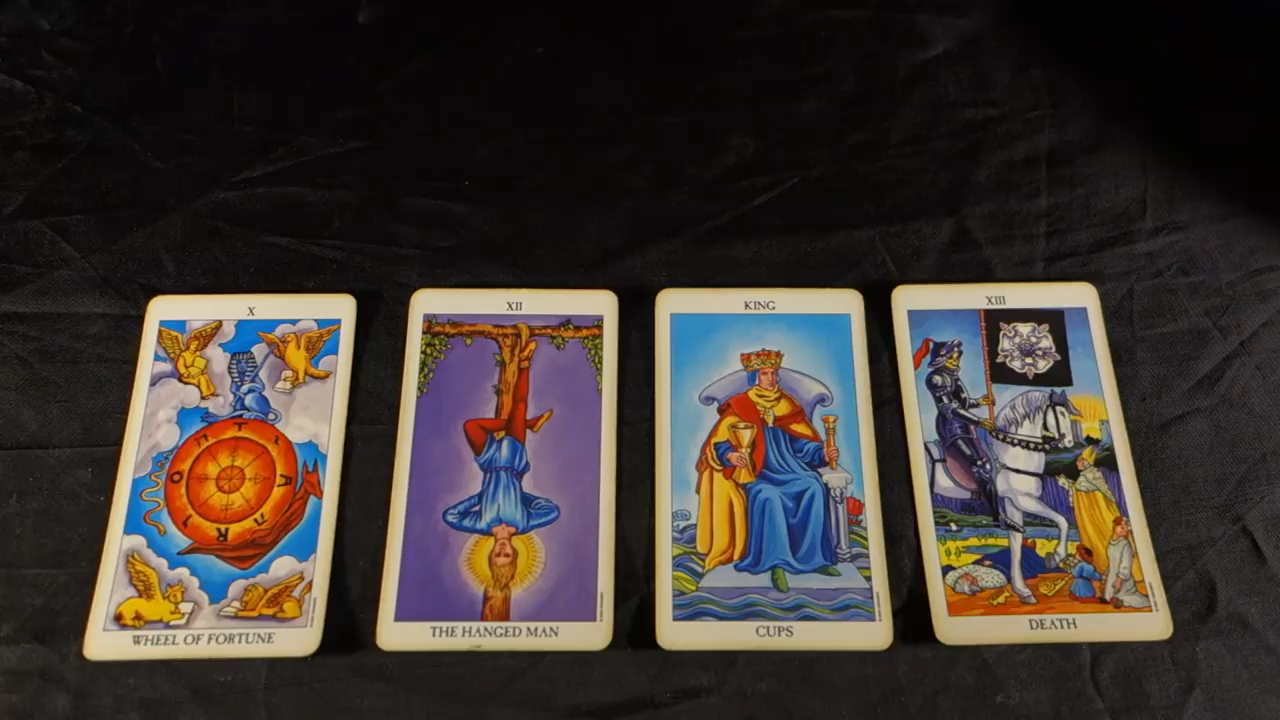 X
WHEEL OF FORTUNE
XII
THE HANGED MAN
KING
CUPS
XIII
DEATH